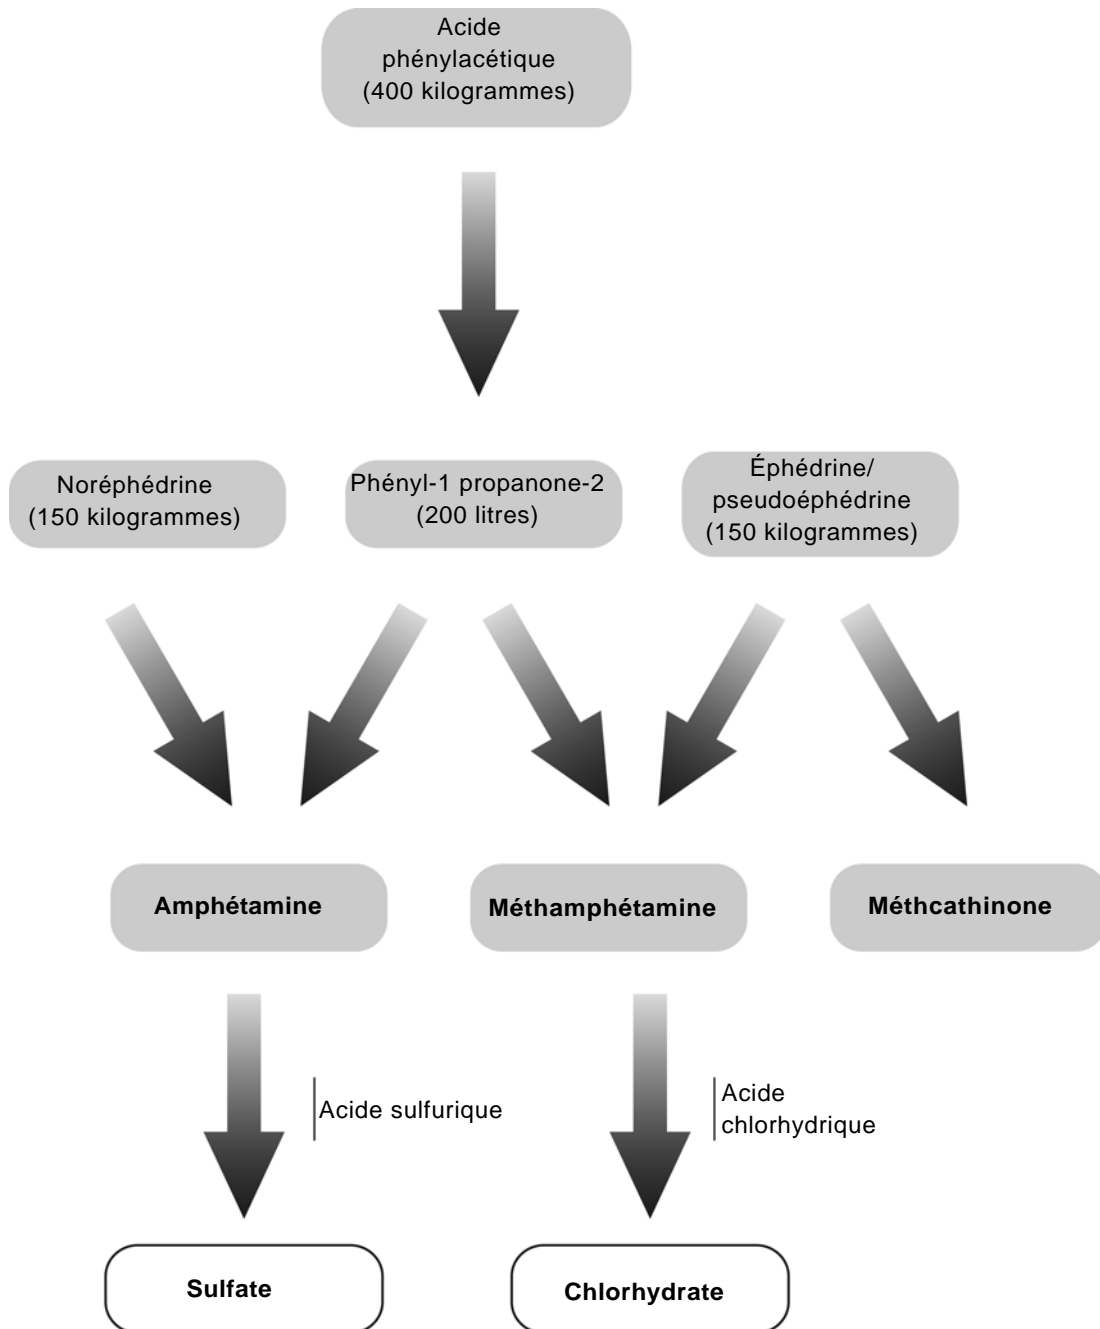 Acide
phénylacétique
(400 kilogrammes)
Noréphédrine
(150 kilogrammes)
Phényl-1 propanone-2
(200 litres)
Éphédrine/
pseudoéphédrine
(150 kilogrammes)
Amphétamine
Méthamphétamine
Méthcathinone
Acide sulfurique
Acide
chlorhydrique
Sulfate
Chlorhydrate